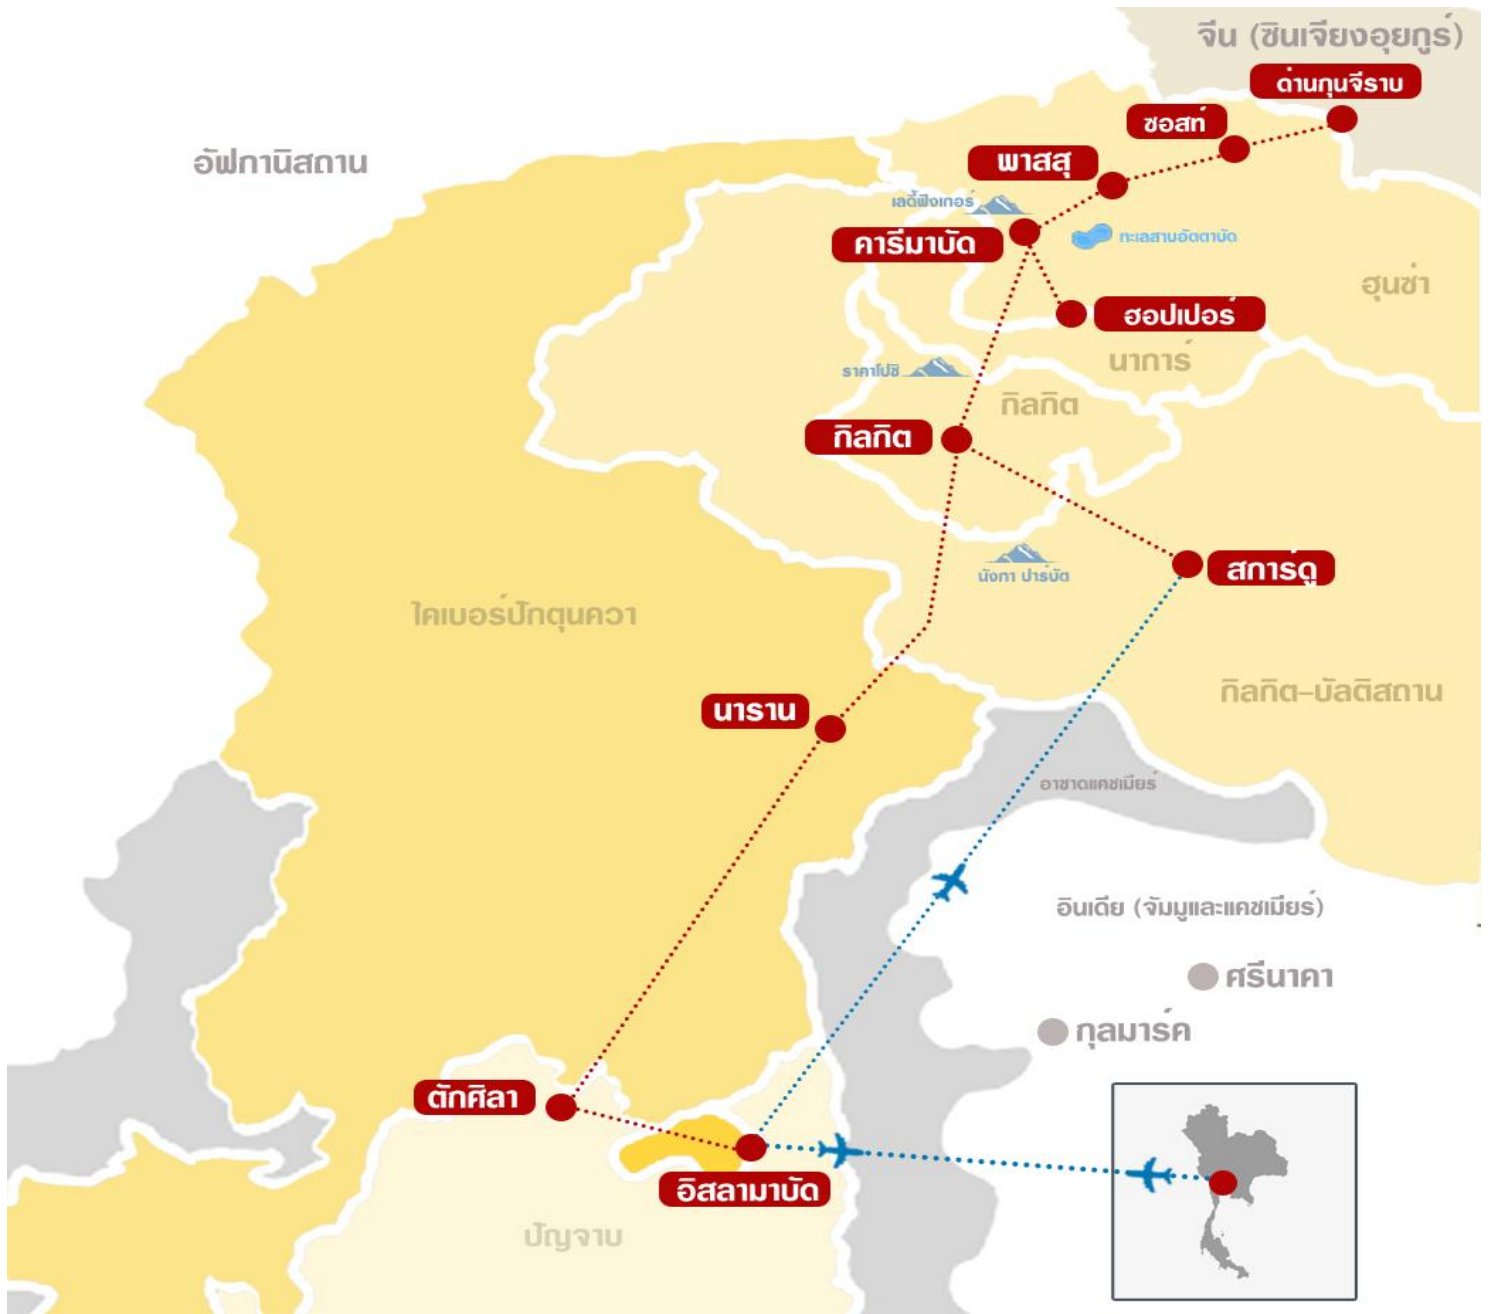 จีน (ซินเจียงอุยกูร์)
ด่านกุนจีราบ
ซอสท์
อัฟกานิสถาน
พาสสุ
เลดี้ฟิงเกอร์
คารีมาบัด
ทะเลสาบอัตตาบัด
ฮุนซ่า
ฮอปเปอร์
นาการ์
ราคาโปชิ
กิลกิต
กิลกิต
นังกา ปาร์บัต
สการ์ดู
ไคเบอร์ปักตุนควา
กิลกิต-บัลติสถาน
นาราน
อาซาดแคชเมียร์
อินเดีย (จัมมูและแคชเมียร์)
ศรีนาคา
กุลมาร์ค
ตักศิลา
อิสลามาบัด
ปัญจาบ